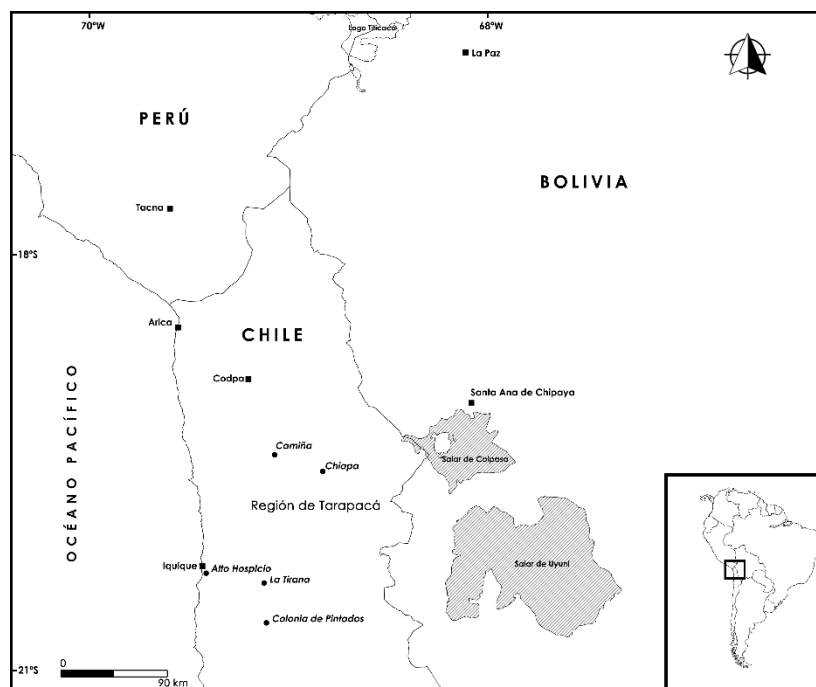 70°W
68°W
Lago Titicaca
La Paz
PERÚ
BOLIVIA
Tacna
18°S
Arica
CHILE
Codpa
Santa Ana de Chipaya
OCÉANO PACÍFICO
Camiña
Chiapa
Salar de Coipasa
Región de Tarapacá
Iquique
Alto Hospicio
Salar de Uyuni
La Tirana
Colonia de Pintados
0
90 km
21°S